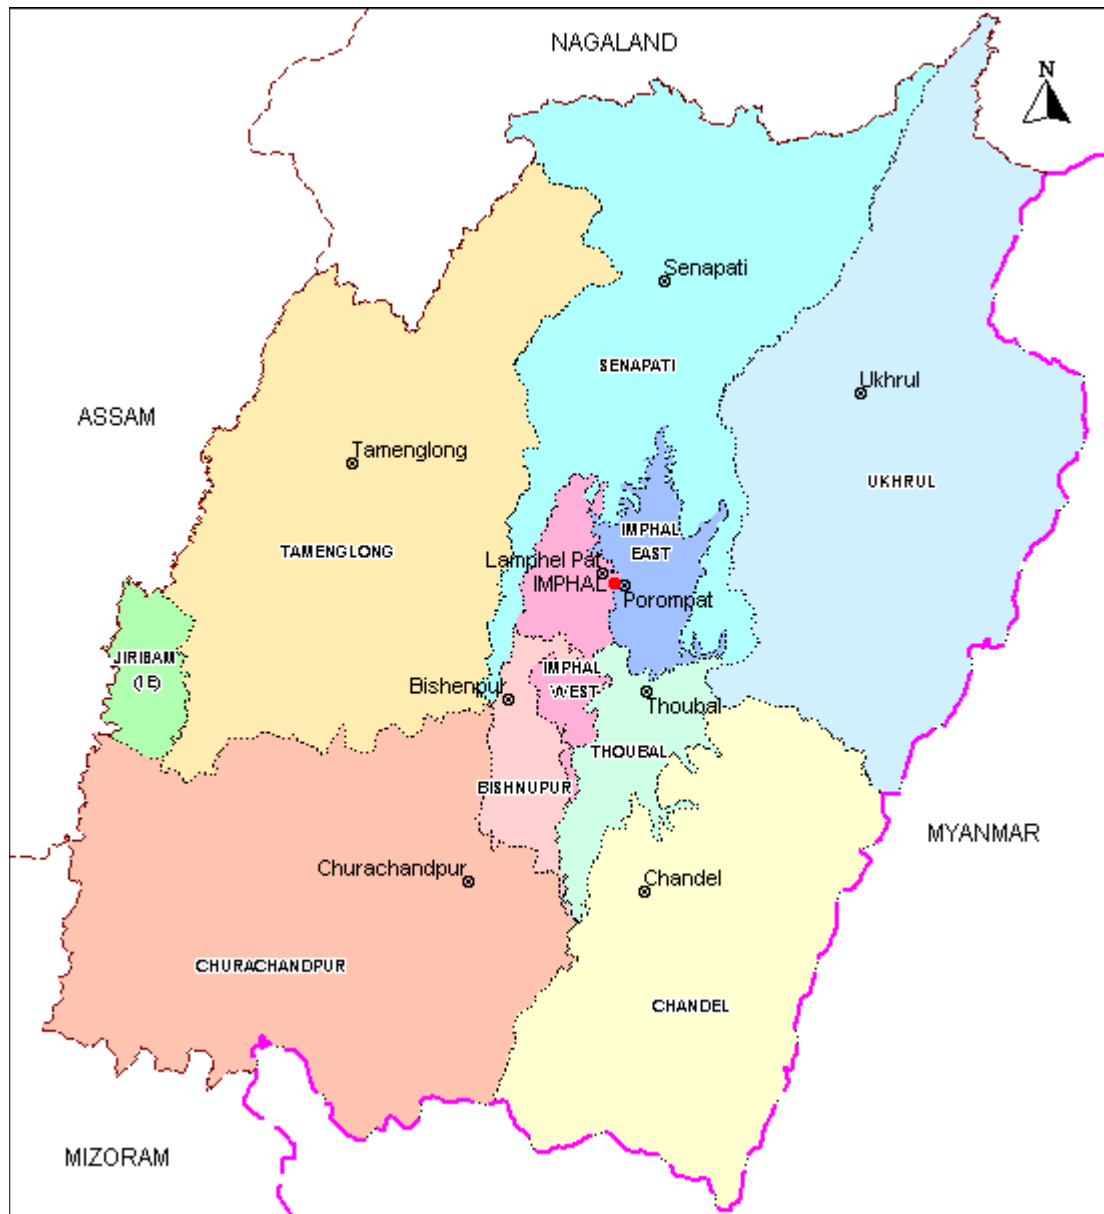 NAGALAND
N
Senapati
SENAPATI
Ukhrul
ASSAM
Tamenglong
UKHRUL
IMPHAL
EAST
TAMENGLONG
Lamphel Pat
IMPHAL
Porompat
JIRIBAM
(I E)
IMPHAL
WEST
Bishenpur
Thoubal
THOUBAL
BISHNUPUR
MYANMAR
Churachandpur
Chandel
CHURACHANDPUR
CHANDEL
MIZORAM